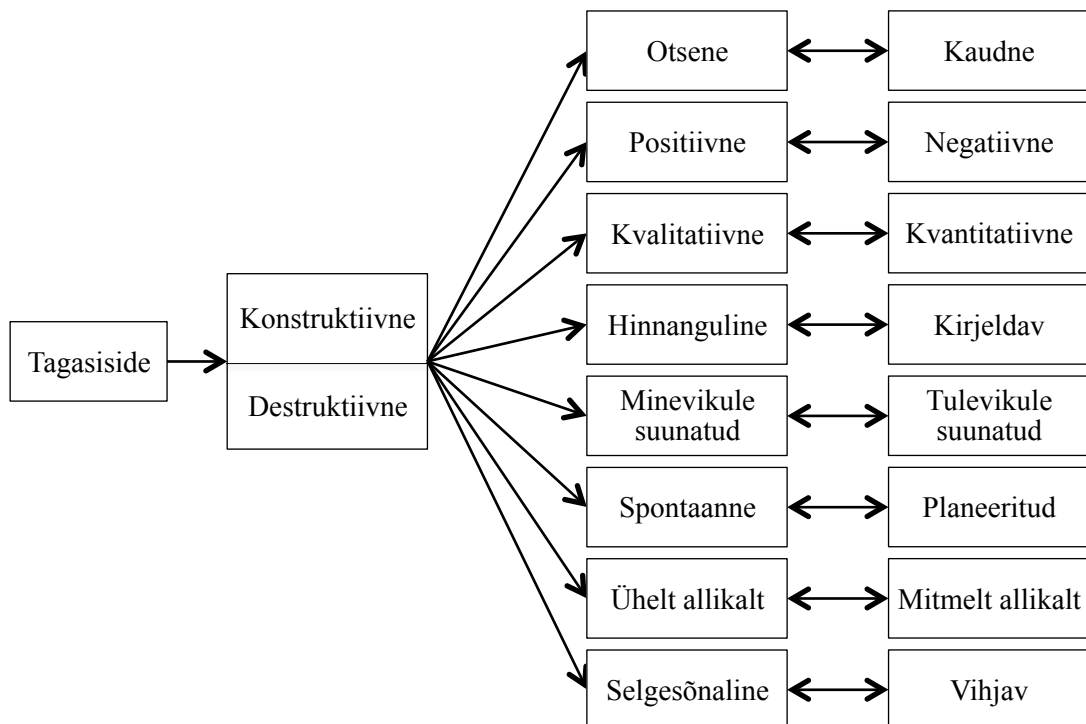 Otsene
Kaudne
Positiivne
Negatiivne
Kvalitatiivne
Kvantitatiivne
Konstruktiivne
Hinnanguline
Kirjeldav
Tagasiside
Destruktiivne
Minevikule
suunatud
Tulevikule
suunatud
Spontaanne
Planeeritud
Ühelt allikalt
Mitmelt allikalt
Selgesõnaline
Vihjav